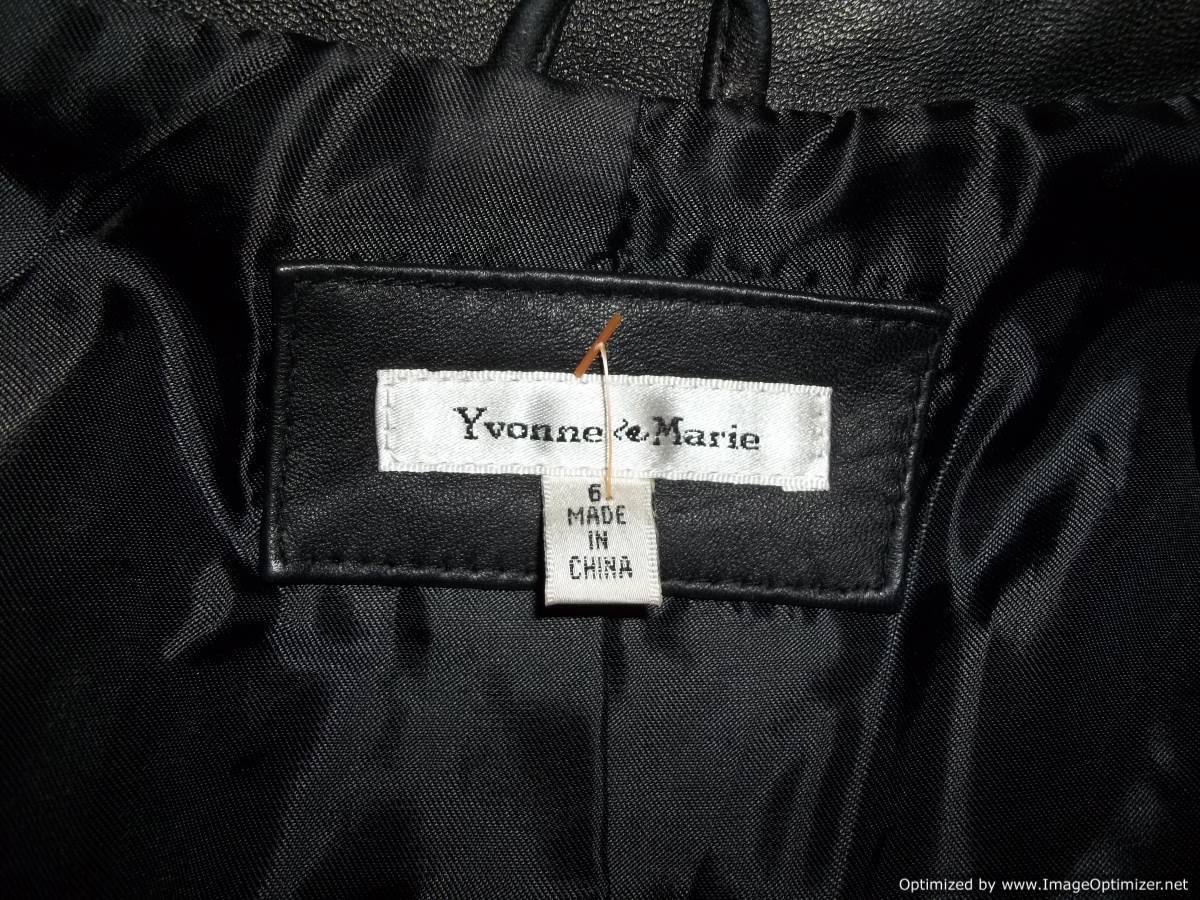 Yvonne & Marie
6
MADE
IN
CHINA
Optimized by www.ImageOptimizer.net